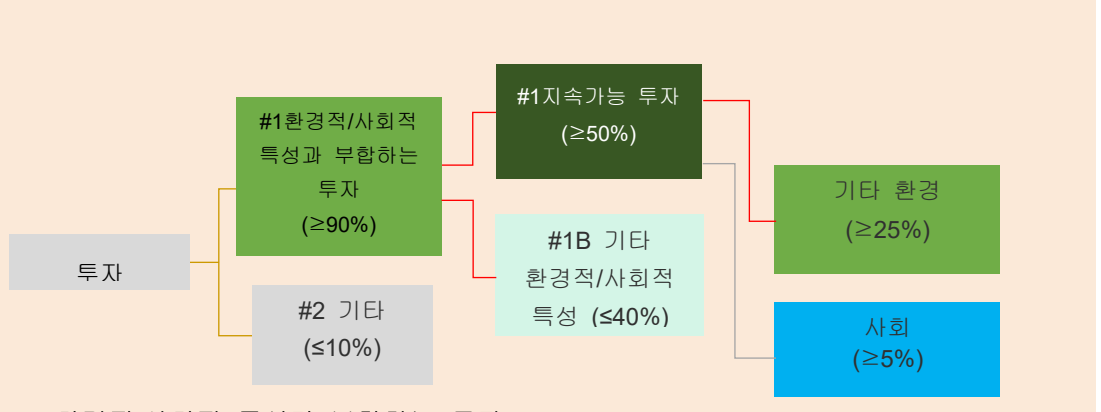 투자
#1환경적/사회적
특성과 부합하는
투자
(≥90%)
#2 기타
(≤10%)
#1지속가능 투자
(≥50%)
#1B 기타
환경적/사회적
특성 (≤40%)
기타 환경
(≥25%)
사회
(≥5%)